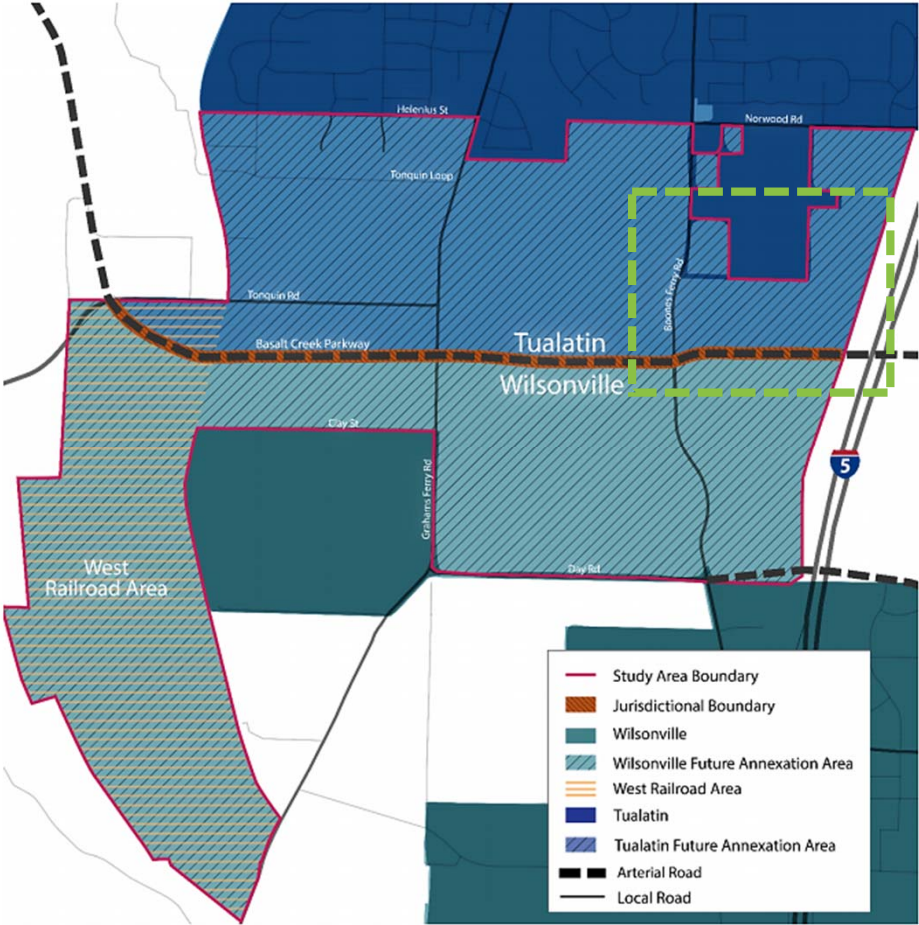 Helenius St
Norwood Rd
Tonquin Loop
Boones Ferry Rd
Tonquin Rd
Basalt Creek Parkway
Tualatin
Wilsonville
Clay St
Grahams Ferry Rd
5
Day Rd
West
Railroad Area
Study Area Boundary
Jurisdictional Boundary
Wilsonville
Wilsonville Future Annexation Area
West Railroad Area
Tualatin
Tualatin Future Annexation Area
Arterial Road
Local Road